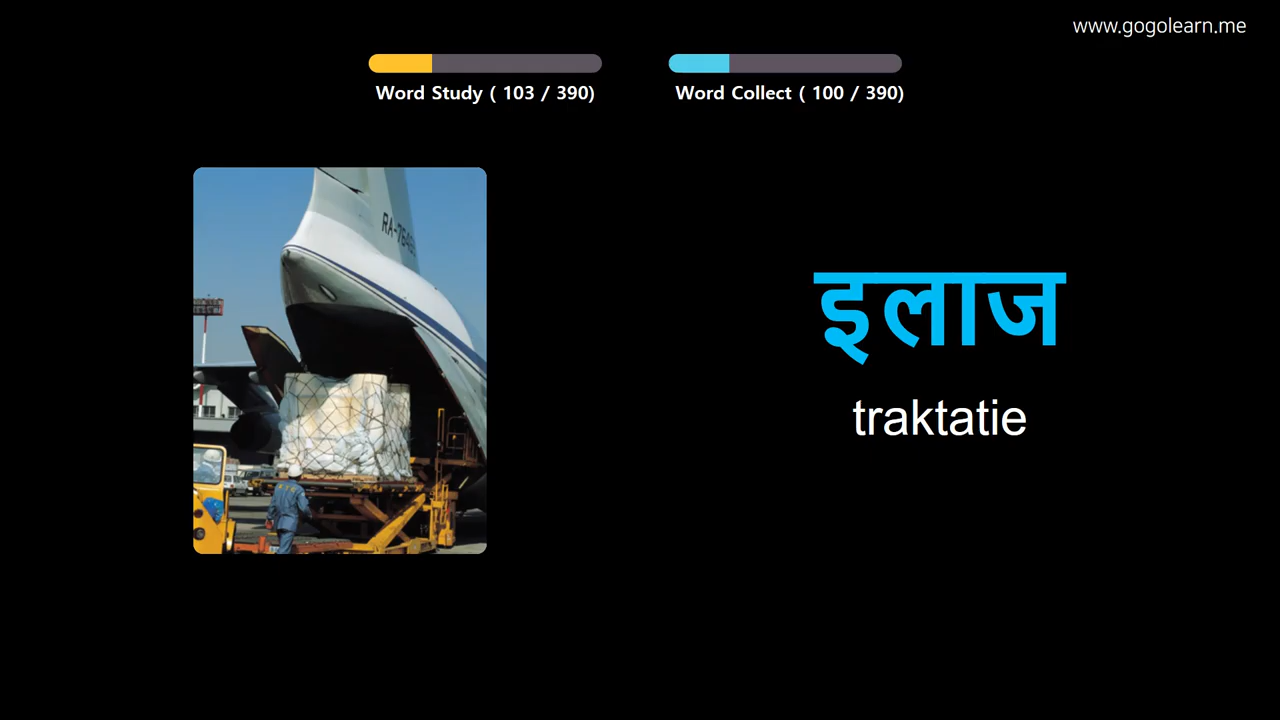 www.gogolearn.me
Word Study ( 103 / 390)
Word Collect ( 100 / 390)
इलाज
traktatie